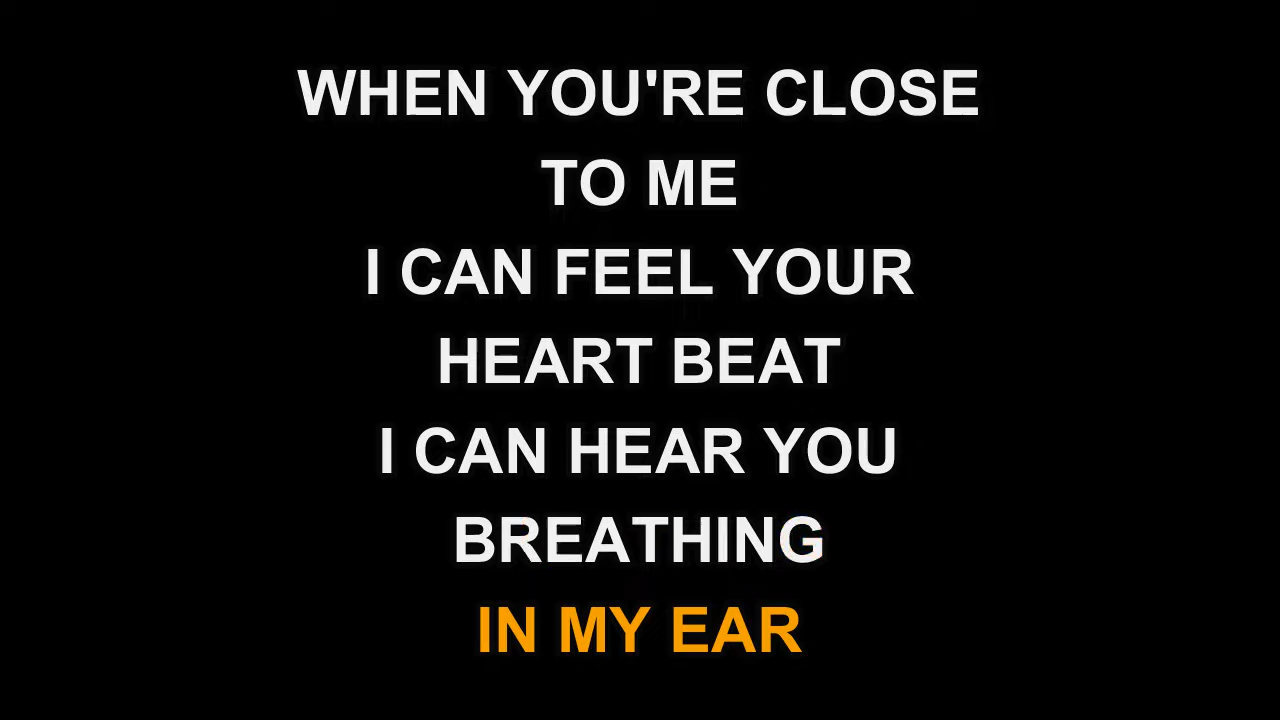 WHEN YOU'RE CLOSE
TO ME
I CAN FEEL YOUR
HEART BEAT
I CAN HEAR YOU
BREATHING
IN MY EAR